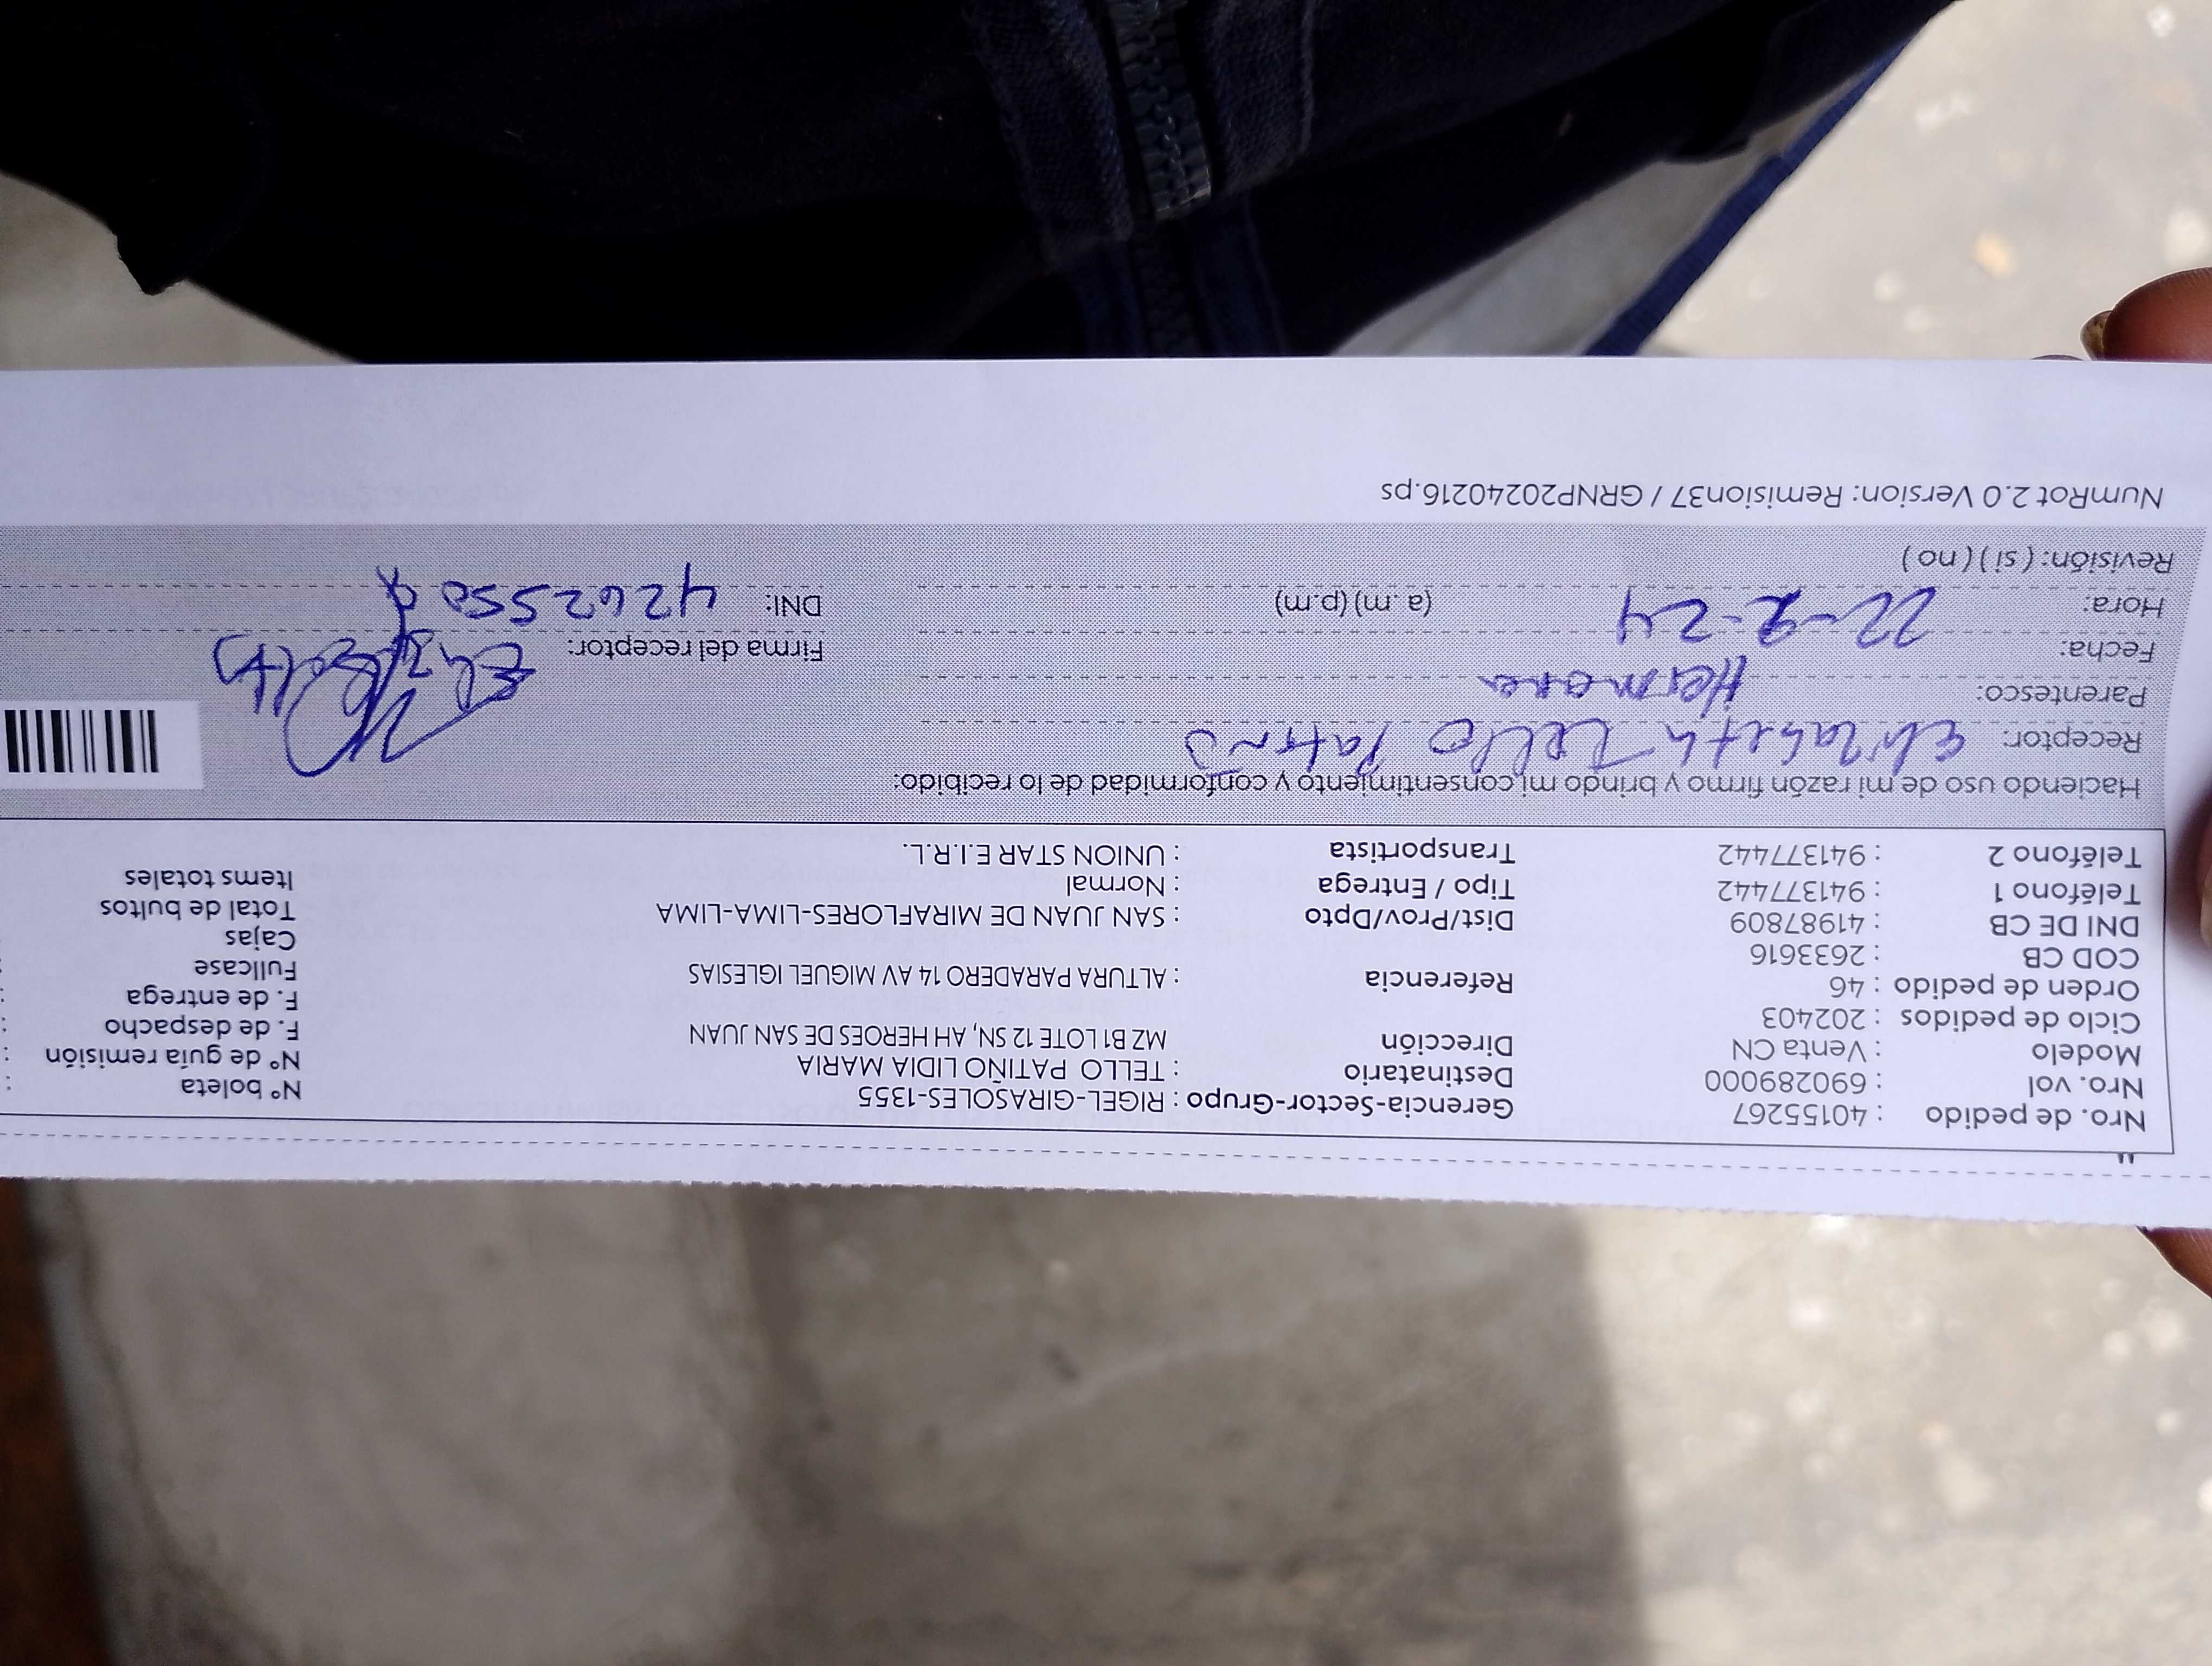 Nro. de pedido : 40155267 Gerencia-Sector-Grupo : RIGEL-GIRASOLES-1355 N° boleta :
Nro. vol : 690289000 Destinatario : TELLO PATIÑO LIDIA MARIA N° de guía remisión :
Modelo : Venta CN Dirección MZ B1 LOTE 12 SN, AH HEROES DE SAN JUAN F. de despacho :
Ciclo de pedidos : 202403 F. de entrega :
Orden de pedido : 46 Referencia : ALTURA PARADERO 14 AV MIGUEL IGLESIAS Fullcase
COD CB : 2633616 Cajas
DNI DE CB : 41987809 Dist/Prov/Dpto : SAN JUAN DE MIRAFLORES-LIMA-LIMA Total de bultos
Teléfono 1 : 941377442 Tipo / Entrega : Normal Items totales
Teléfono 2 : 941377442 Transportista : UNION STAR E.I.R.L.
Haciendo uso de mi razón firmo y brindo mi consentimiento y conformidad de lo recibido:
Receptor: Elizabeth Tello Patiño
Parentesco: Hermana
Fecha: Firma del receptor: Elizabeth
Hora: 22-2-24 (a.m) (p.m) DNI: 4262550
Revisión: ( si ) ( no )
NumRot 2.0 Version: Remision37 / GRNP20240216.ps